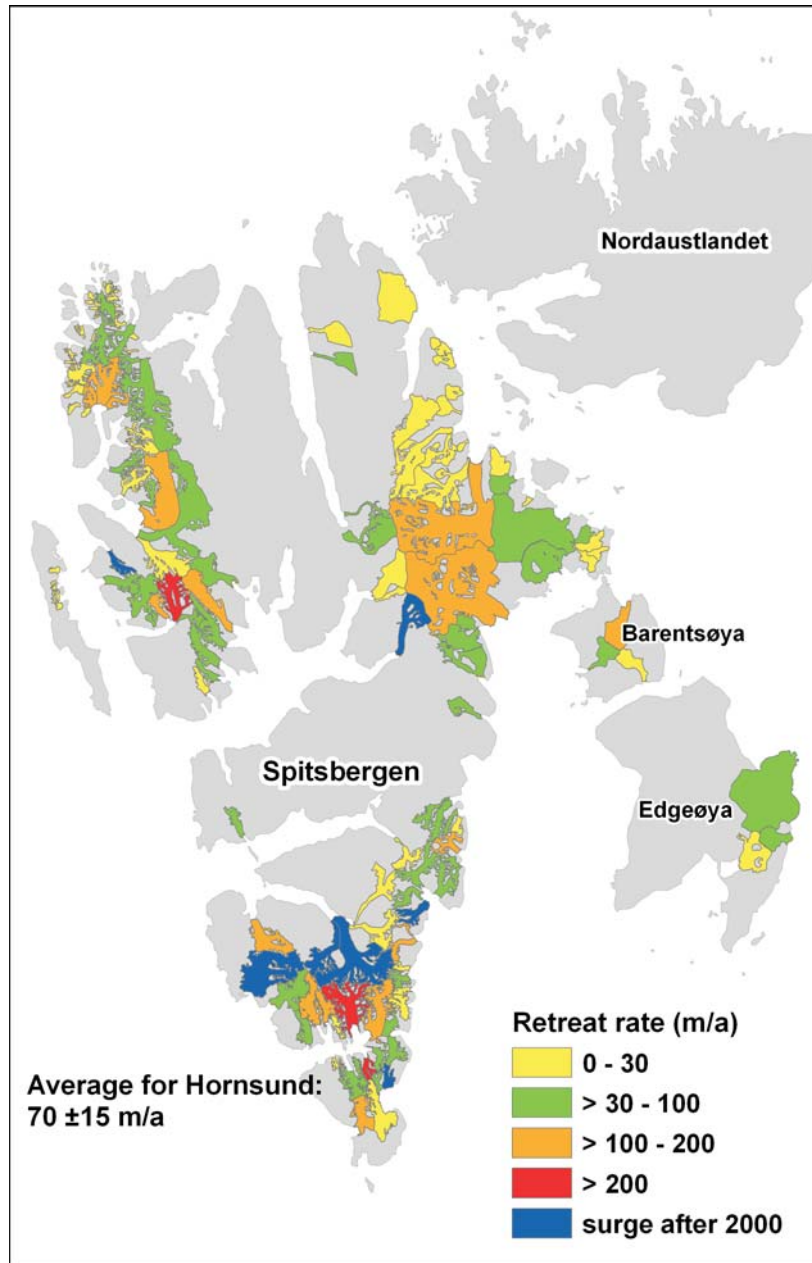 Nordaustlandet
Barentsøya
Spitsbergen
Edgeøya
Average for Hornsund:
70 ±15 m/a
Retreat rate (m/a)
0 - 30
> 30 - 100
> 100 - 200
> 200
surge after 2000